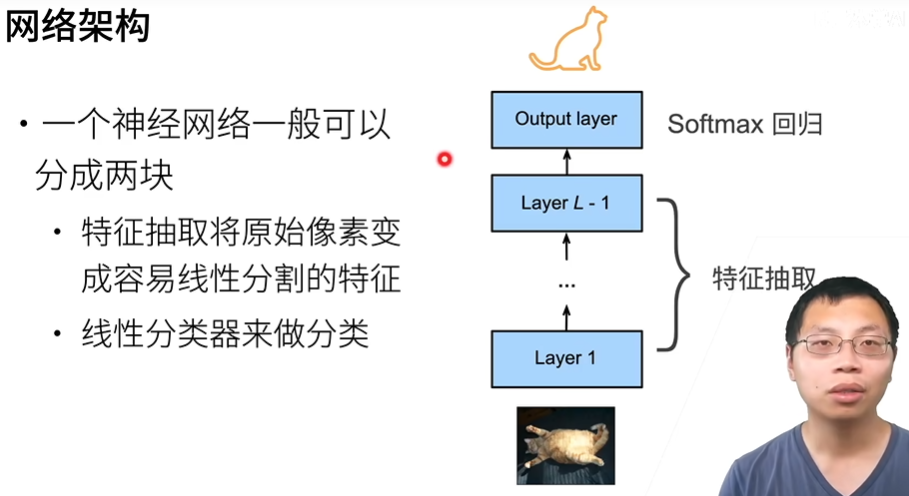 网络架构
• 一个神经网络一般可以
分成两块
• 特征抽取将原始像素变
成容易线性分割的特征
• 线性分类器来做分类
Output layer
Softmax 回归
Layer L - 1
...
特征抽取
Layer 1